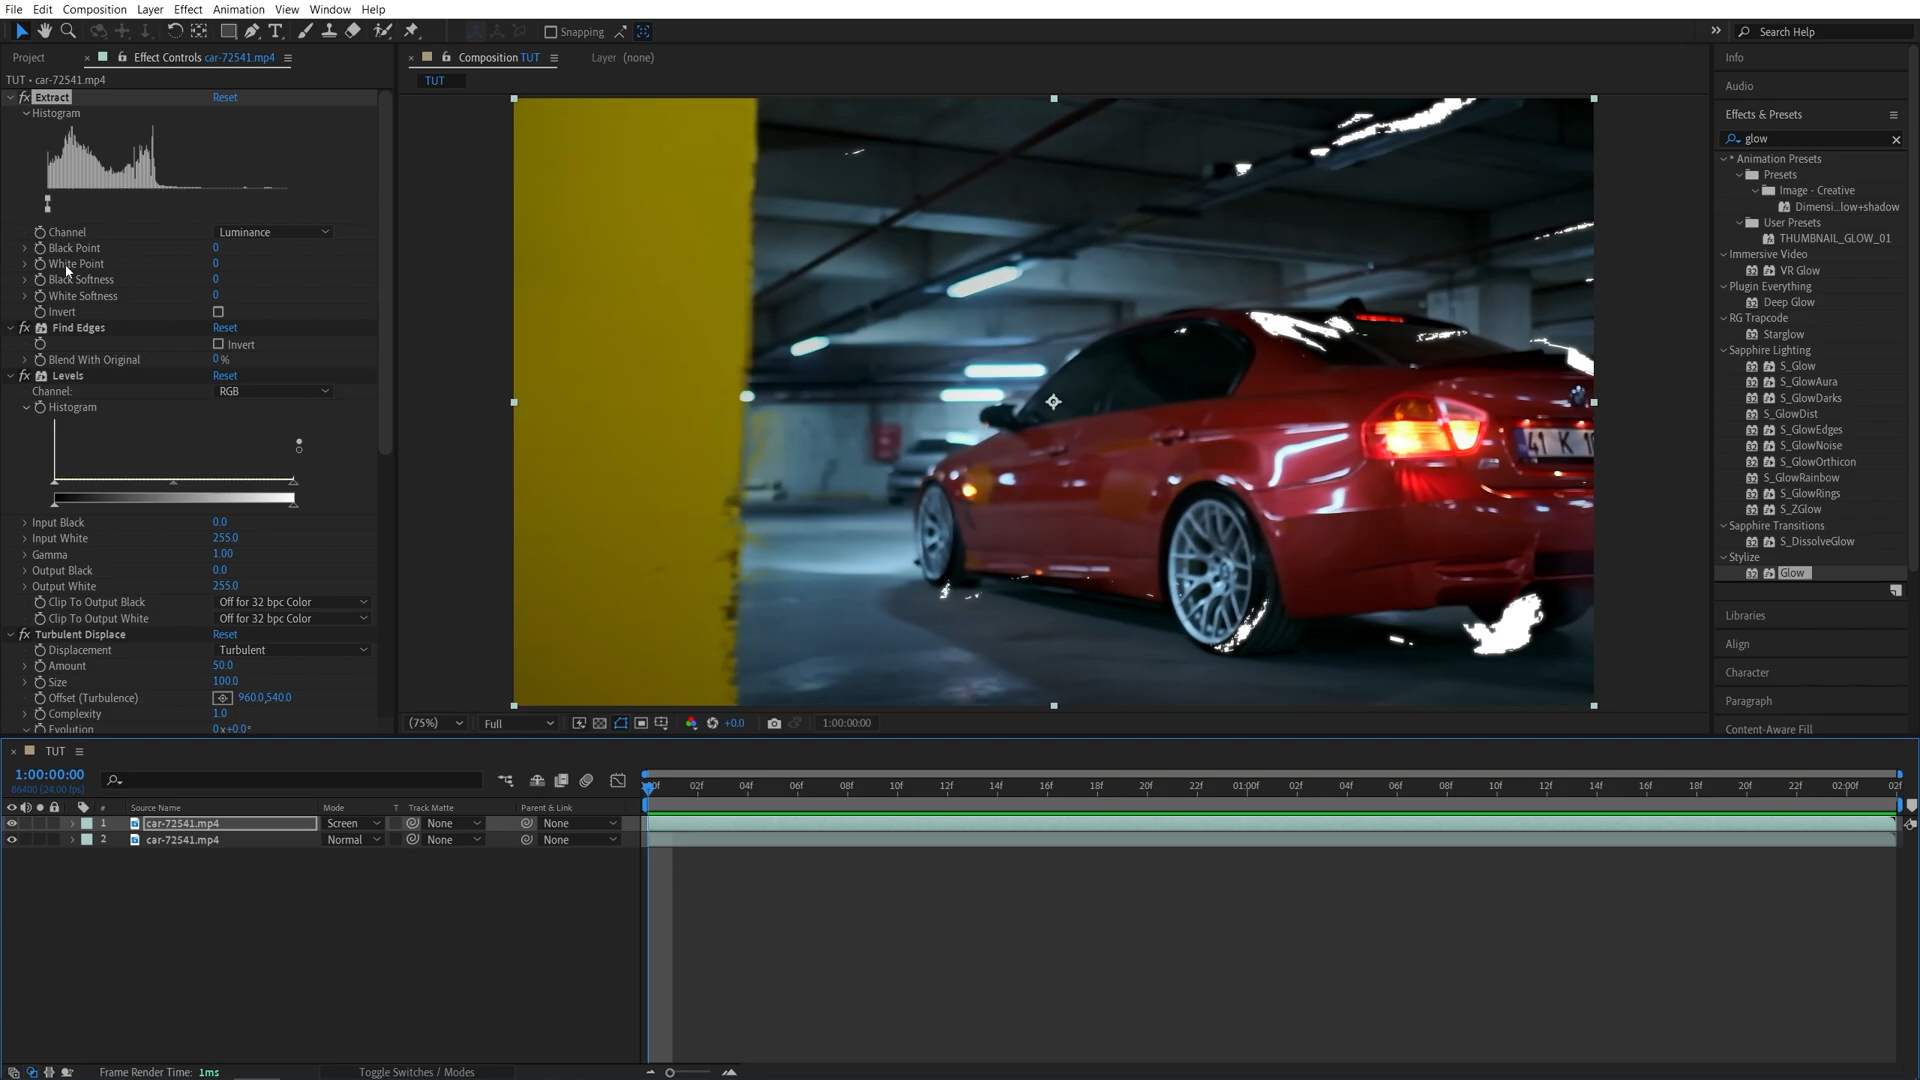 File Edit Composition Layer Effect Animation View Window Help
Snapping
Search Help
Project
Effect Controls car-72541.mp4
TUT • car-72541.mp4
Extract Reset
Histogram
Channel Luminance
Black Point 0
White Point 0
Black Softness 0
White Softness 0
Invert
Find Edges Reset
Invert
Blend With Original 0 %
Levels Reset
Channel: RGB
Histogram
Input Black 0.0
Input White 255.0
Gamma 1.00
Output Black 0.0
Output White 255.0
Clip To Output Black Off for 32 bpc Color
Clip To Output White Off for 32 bpc Color
Turbulent Displace Reset
Displacement Turbulent
Amount 50.0
Size 100.0
Offset (Turbulence) 960.0,540.0
Complexity 1.0
Evolution 0x+0.0°
Composition TUT
Layer (none)
TUT
41 K
(75%) Full +0.0 1:00:00:00
Info
Audio
Effects & Presets
glow
* Animation Presets
Presets
Image - Creative
Dimensi...low+shadow
User Presets
THUMBNAIL_GLOW_01
Immersive Video
VR Glow
Plugin Everything
Deep Glow
RG Trapcode
Starglow
Sapphire Lighting
S_Glow
S_GlowAura
S_GlowDarks
S_GlowDist
S_GlowEdges
S_GlowNoise
S_GlowOrthicon
S_GlowRainbow
S_GlowRings
S_ZGlow
Sapphire Transitions
S_DissolveGlow
Stylize
Glow
Libraries
Align
Character
Paragraph
Content-Aware Fill
TUT
1:00:00:00
86400 (24.00 fps)
:00f 02f 04f 06f 08f 10f 12f 14f 16f 18f 20f 22f 01:00f 02f 04f 06f 08f 10f 12f 14f 16f 18f 20f 22f 02:00f 02f
# Source Name Mode T Track Matte Parent & Link
1 car-72541.mp4 Screen None None
2 car-72541.mp4 Normal None None
Frame Render Time: 1ms
Toggle Switches / Modes